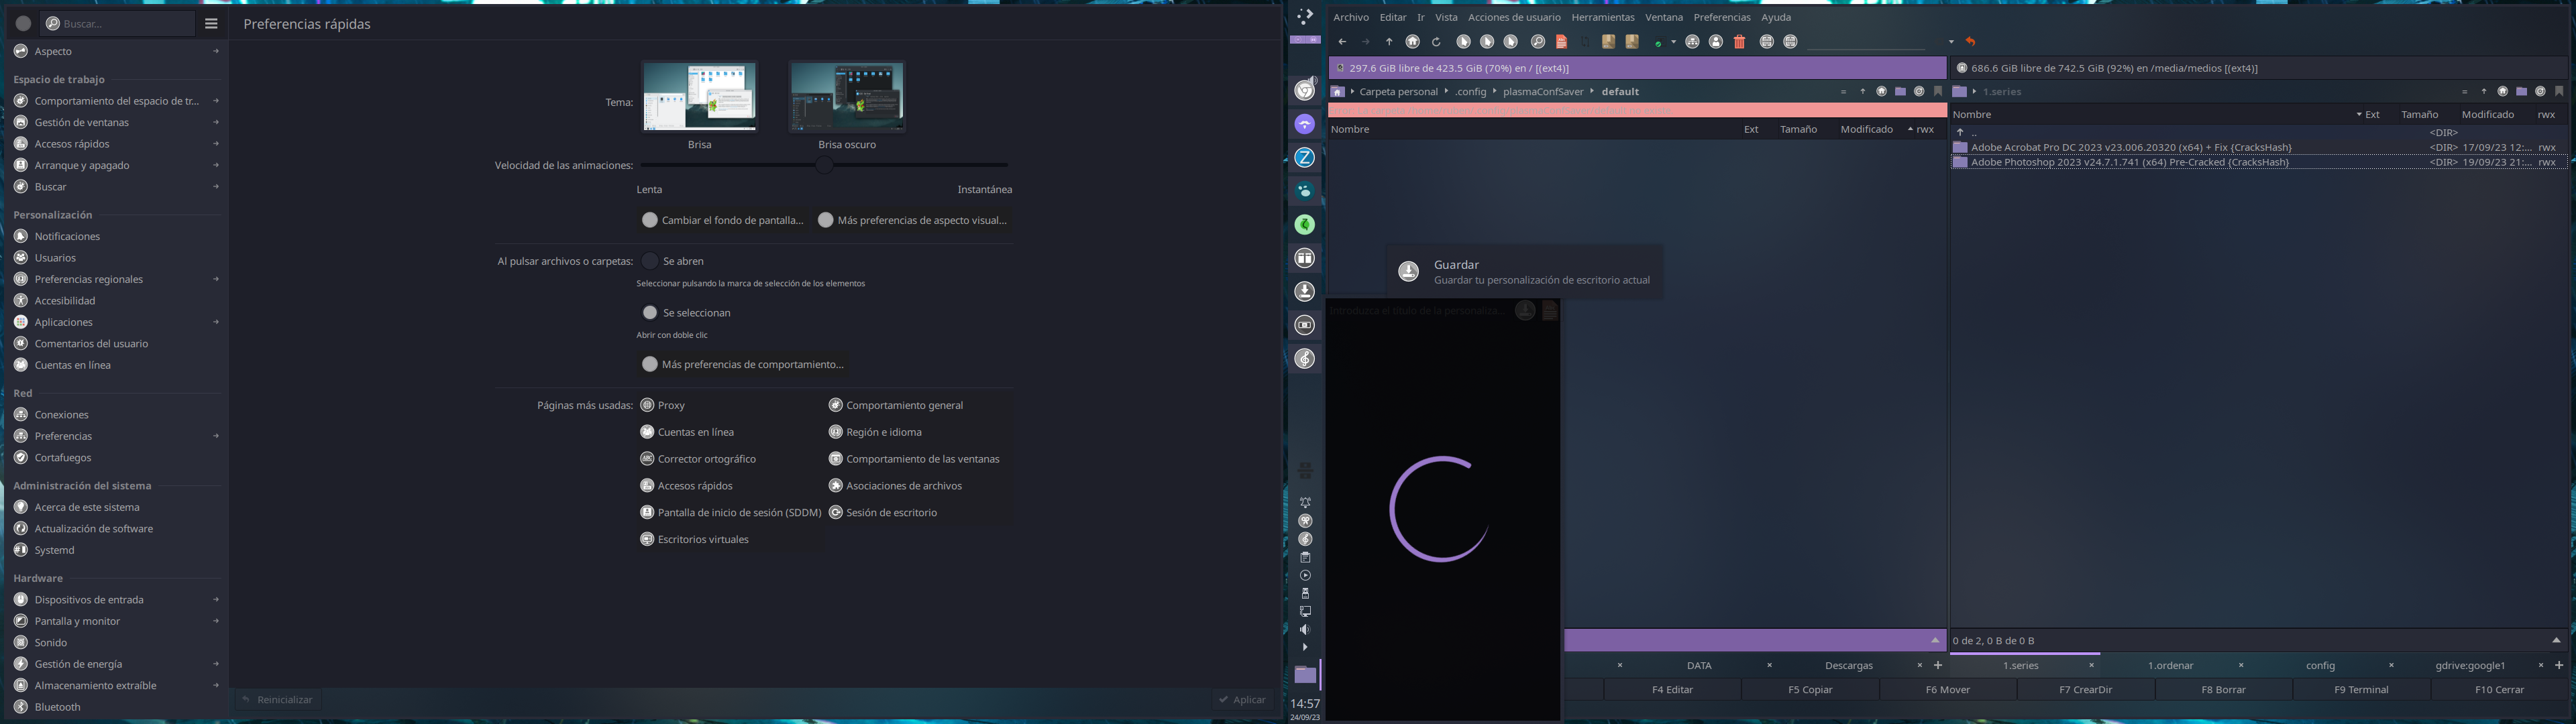 Buscar...
Preferencias rápidas
Aspecto
Espacio de trabajo
Comportamiento del espacio de tr...
Gestión de ventanas
Accesos rápidos
Arranque y apagado
Buscar
Personalización
Notificaciones
Usuarios
Preferencias regionales
Accesibilidad
Aplicaciones
Comentarios del usuario
Cuentas en línea
Red
Conexiones
Preferencias
Cortafuegos
Administración del sistema
Acerca de este sistema
Actualización de software
Systemd
Hardware
Dispositivos de entrada
Pantalla y monitor
Sonido
Gestión de energía
Almacenamiento extraíble
Bluetooth
Tema:
Brisa
Brisa oscuro
Velocidad de las animaciones:
Lenta
Instantánea
Cambiar el fondo de pantalla...
Más preferencias de aspecto visual...
Al pulsar archivos o carpetas:
Se abren
Seleccionar pulsando la marca de selección de los elementos
Se seleccionan
Abrir con doble clic
Más preferencias de comportamiento...
Páginas más usadas:
Proxy
Comportamiento general
Cuentas en línea
Región e idioma
Corrector ortográfico
Comportamiento de las ventanas
Accesos rápidos
Asociaciones de archivos
Pantalla de inicio de sesión (SDDM)
Sesión de escritorio
Escritorios virtuales
Reinicializar
Aplicar
14:57
24/09/23
Archivo Editar Ir Vista Acciones de usuario Herramientas Ventana Preferencias Ayuda
297.6 GiB libre de 423.5 GiB (70%) en / [(ext4)]
Carpeta personal .config plasmaConfSaver default
Nombre Ext Tamaño Modificado rwx
Guardar
Guardar tu personalización de escritorio actual
Introduzca el título de la personaliza...
686.6 GiB libre de 742.5 GiB (92%) en /media/medios [(ext4)]
1.series
Nombre Ext Tamaño Modificado rwx
.. <DIR>
Adobe Acrobat Pro DC 2023 v23.006.20320 (x64) + Fix {CracksHash} <DIR> 17/09/23 12:... rwx
Adobe Photoshop 2023 v24.7.1.741 (x64) Pre-Cracked {CracksHash} <DIR> 19/09/23 21:... rwx
0 de 2, 0 B de 0 B
DATA Descargas 1.series 1.ordenar config gdrive:google1
F4 Editar F5 Copiar F6 Mover F7 CrearDir F8 Borrar F9 Terminal F10 Cerrar